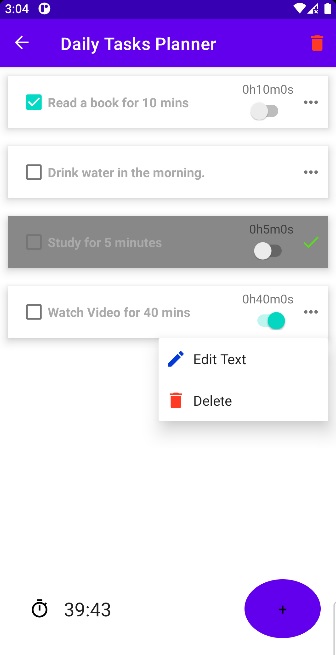 3:04
Daily Tasks Planner
0h10m0s
Read a book for 10 mins
Drink water in the morning.
0h5m0s
Study for 5 minutes
0h40m0s
Watch Video for 40 mins
Edit Text
Delete
39:43
+